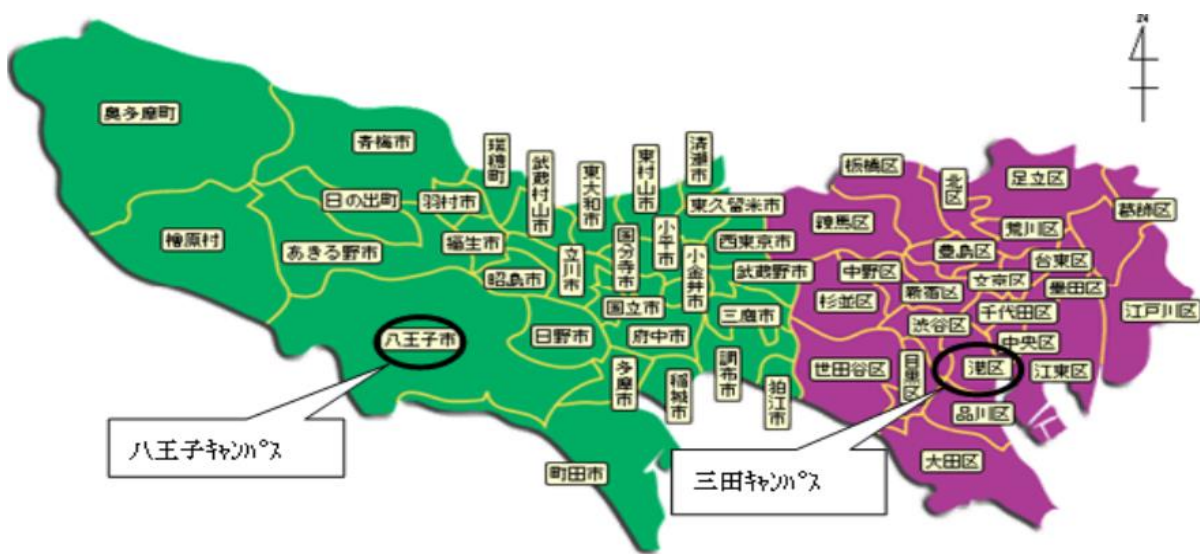 24
奥多摩町
青梅市
瑞穂町
武蔵村山市
東大和市
東村山市
清瀬市
日の出町
羽村市
東久留米市
檜原村
あきる野市
福生市
昭島市
立川市
国分寺市
小平市
小金井市
西東京市
武蔵野市
八王子市
日野市
国立市
府中市
三鷹市
多摩市
稲城市
調布市
狛江市
町田市
八王子ｷｬﾝﾊﾟｽ
板橋区
北区
足立区
葛飾区
練馬区
豊島区
荒川区
台東区
中野区
新宿区
文京区
墨田区
杉並区
千代田区
江戸川区
渋谷区
中央区
世田谷区
目黒区
港区
江東区
品川区
大田区
三田ｷｬﾝﾊﾟｽ